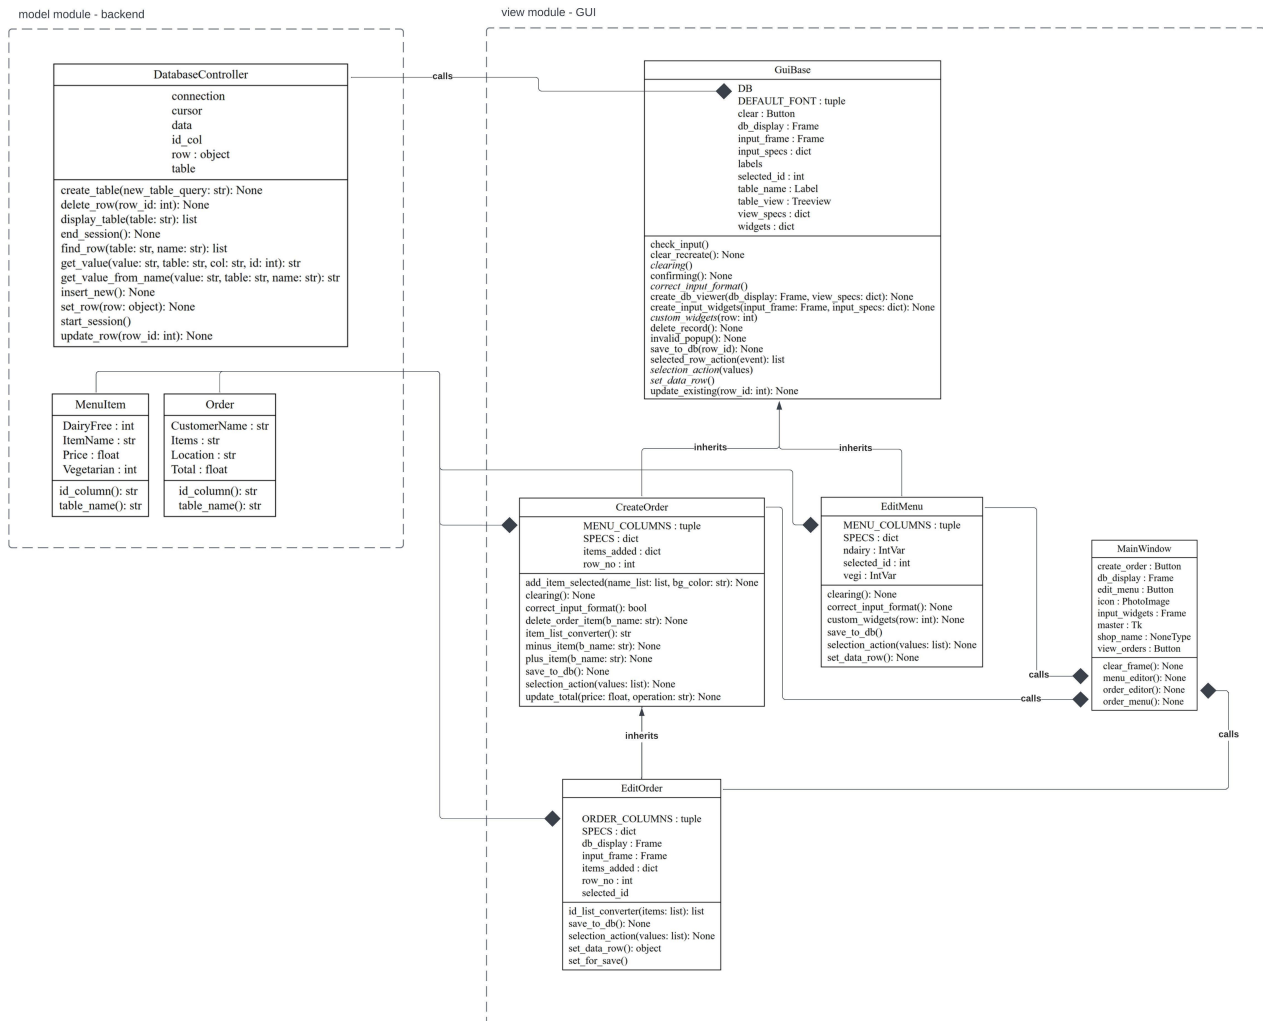 model module - backend
view module - GUI
DatabaseController
connection
cursor
data
id_col
row : object
table
create_table(new_table_query: str): None
delete_row(row_id: int): None
display_table(table: str): list
end_session(): None
find_row(table: str, name: str): list
get_value(value: str, table: str, col: str, id: int): str
get_value_from_name(value: str, table: str, name: str): str
insert_new(): None
set_row(row: object): None
start_session()
update_row(row_id: int): None
calls
GuiBase
DB
DEFAULT_FONT : tuple
clear : Button
db_display : Frame
input_frame : Frame
input_specs : dict
labels
selected_id : int
table_name : Label
table_view : Treeview
view_specs : dict
widgets : dict
check_input()
clear_recreate(): None
clearing()
confirming(): None
correct_input_format()
create_db_viewer(db_display: Frame, view_specs: dict): None
create_input_widgets(input_frame: Frame, input_specs: dict): None
custom_widgets(row: int)
delete_record(): None
invalid_popup(): None
save_to_db(row_id): None
selected_row_action(event): list
selection_action(values)
set_data_row()
update_existing(row_id: int): None
MenuItem
DairyFree : int
ItemName : str
Price : float
Vegetarian : int
id_column(): str
table_name(): str
Order
CustomerName : str
Items : str
Location : str
Total : float
id_column(): str
table_name(): str
inherits
inherits
CreateOrder
MENU_COLUMNS : tuple
SPECS : dict
items_added : dict
row_no : int
add_item_selected(name_list: list, bg_color: str): None
clearing(): None
correct_input_format(): bool
delete_order_item(b_name: str): None
item_list_converter(): str
minus_item(b_name: str): None
plus_item(b_name: str): None
save_to_db(): None
selection_action(values: list): None
update_total(price: float, operation: str): None
EditMenu
MENU_COLUMNS : tuple
SPECS : dict
ndairy : IntVar
selected_id : int
vegi : IntVar
clearing(): None
correct_input_format(): None
custom_widgets(row: int): None
save_to_db()
selection_action(values: list): None
set_data_row(): None
MainWindow
create_order : Button
db_display : Frame
edit_menu : Button
icon : PhotoImage
input_widgets : Frame
master : Tk
shop_name : NoneType
view_orders : Button
clear_frame(): None
menu_editor(): None
order_editor(): None
order_menu(): None
calls
calls
calls
inherits
EditOrder
ORDER_COLUMNS : tuple
SPECS : dict
db_display : Frame
input_frame : Frame
items_added : dict
row_no : int
selected_id
id_list_converter(items: list): list
save_to_db(): None
selection_action(values: list): None
set_data_row(): object
set_for_save()